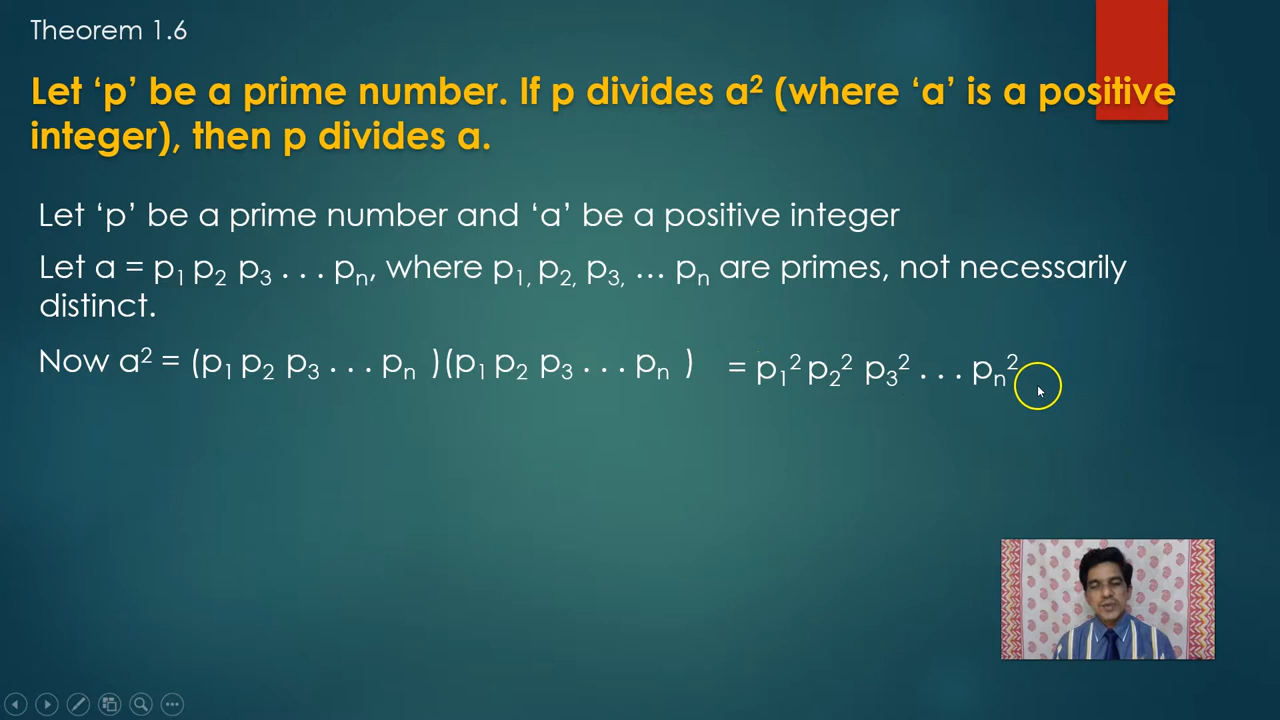 Theorem 1.6
Let ‘p’ be a prime number. If p divides a² (where ‘a’ is a positive
integer), then p divides a.
Let ‘p’ be a prime number and ‘a’ be a positive integer
Let a = p₁ p₂ p₃ . . . pₙ, where p₁, p₂, p₃, … pₙ are primes, not necessarily
distinct.
Now a² = (p₁ p₂ p₃ . . . pₙ )(p₁ p₂ p₃ . . . pₙ ) = p₁² p₂² p₃² . . . pₙ²